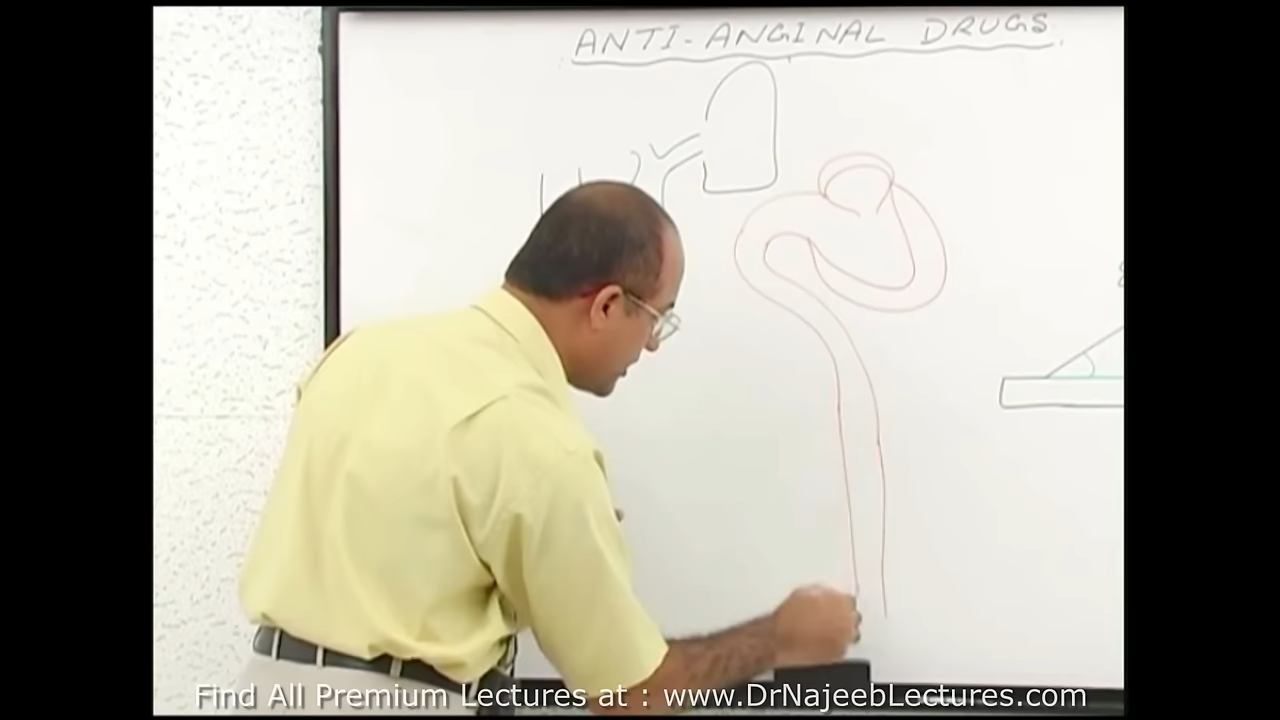 ANTI-ANGINAL DRUGS.
Find All Premium Lectures at : www.DrNajeebLectures.com